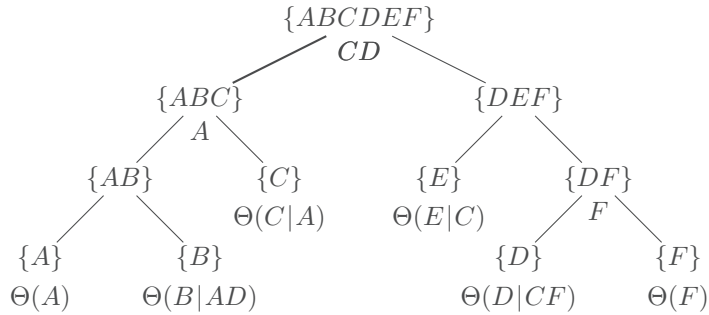 {ABCDEF}
CD
{ABC} {DEF}
A
{AB} {C} {E} {DF}
Θ(C|A) Θ(E|C) F
{A} {B} {D} {F}
Θ(A) Θ(B|AD) Θ(D|CF) Θ(F)